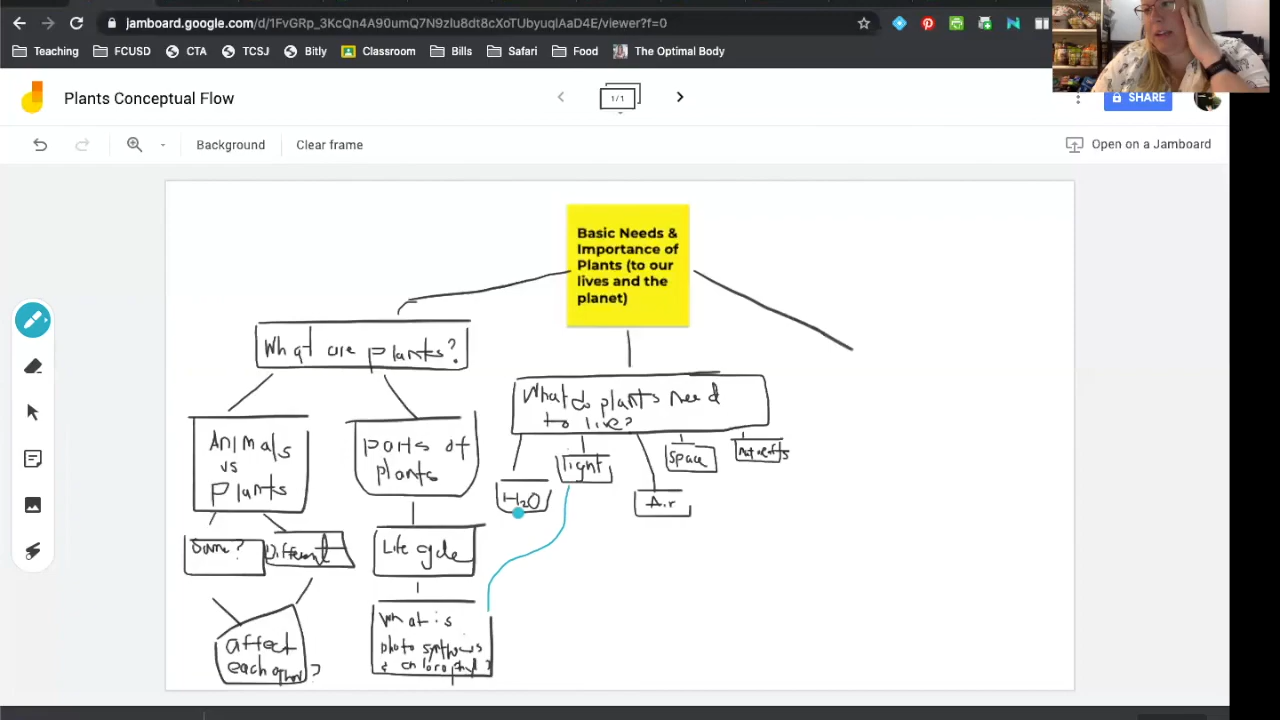 jamboard.google.com/d/1FvGRp_3KcQn4A90umQ7N9zIu8dt8cXoTUbyuqlAaD4E/viewer?f=0
Teaching FCUSD CTA TCSJ Bitly Classroom Bills Safari Food The Optimal Body
Plants Conceptual Flow
1/1
SHARE
Background Clear frame
Open on a Jamboard
Basic Needs &
Importance of
Plants (to our
lives and the
planet)
What are plants?
Animals
vs
Plants
Parts of
plants
Same?
Different
Life cycle
affect
each other?
What is
photo synthesis
&
What do plants need
to live?
H2O
light
Air
Space